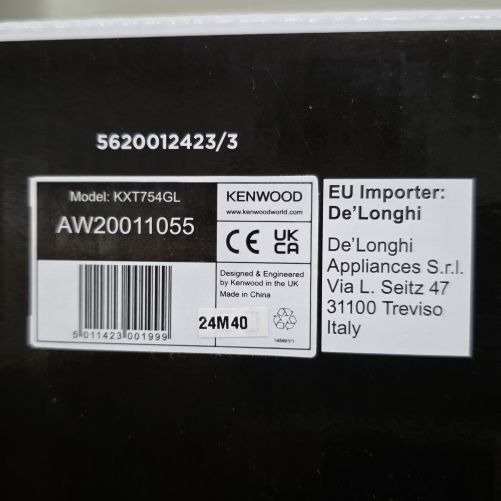 5620012423/3
Model: KXT754GL
AW20011055
5 011423 001999
KENWOOD
www.kenwoodworld.com
CE UK
CA
Designed & Engineered
by Kenwood in the UK
Made in China
24M40
EU Importer:
De'Longhi
De'Longhi
Appliances S.r.l.
Via L. Seitz 47
31100 Treviso
Italy